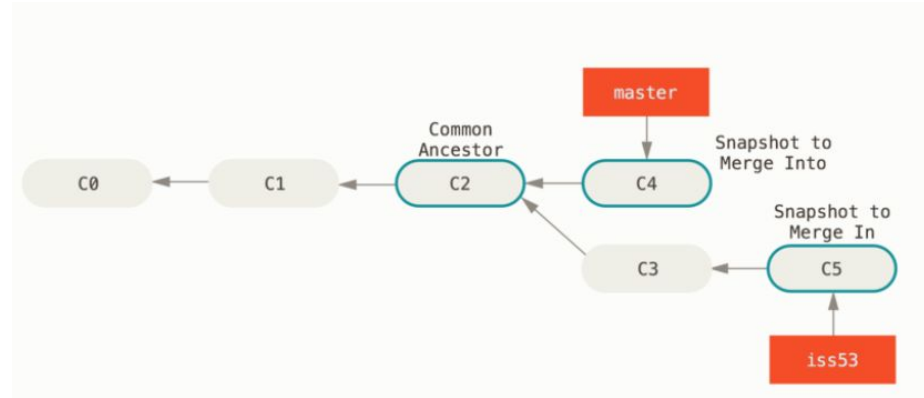 master
Common
Ancestor
Snapshot to
Merge Into
C0
C1
C2
C4
Snapshot to
Merge In
C3
C5
iss53